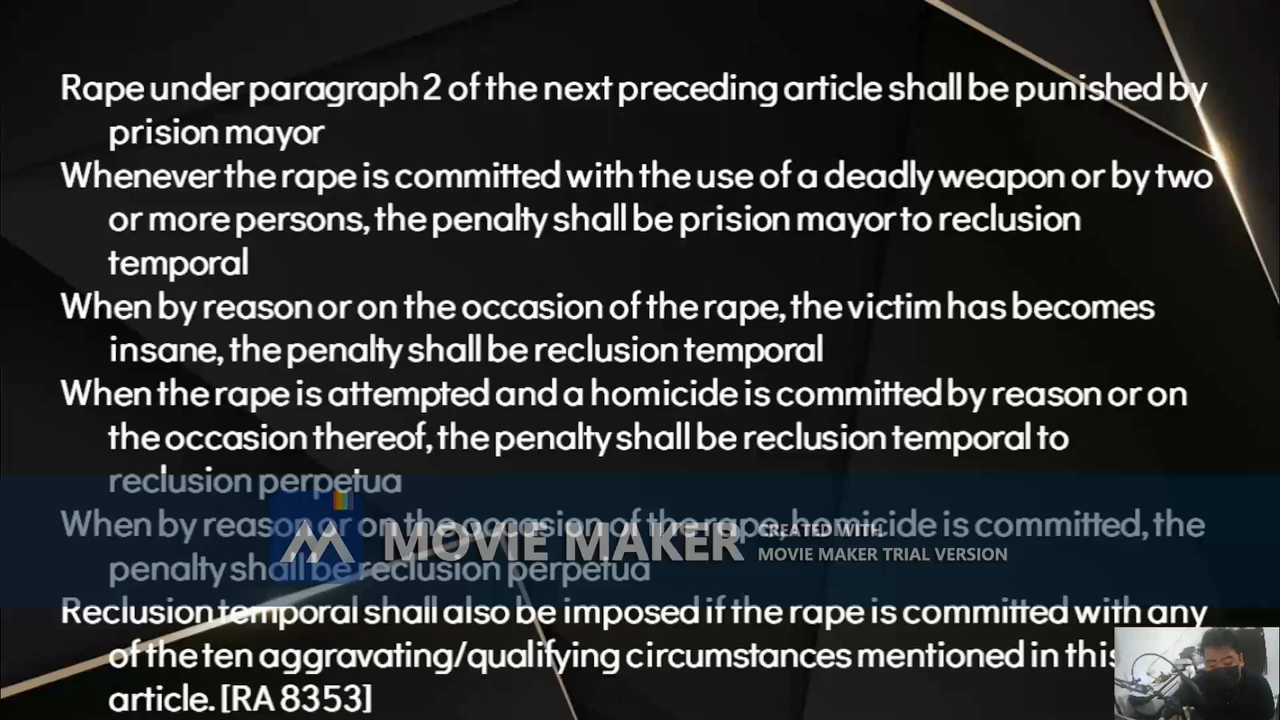 Rape under paragraph 2 of the next preceding article shall be punished by
prision mayor
Whenever the rape is committed with the use of a deadly weapon or by two
or more persons, the penalty shall be prision mayor to reclusion
temporal
When by reason or on the occasion of the rape, the victim has becomes
insane, the penalty shall be reclusion temporal
When the rape is attempted and a homicide is committed by reason or on
the occasion thereof, the penalty shall be reclusion temporal to
reclusion perpetua
When by reason or on the occasion of the rape, homicide is committed, the
penalty shall be reclusion perpetua
MOVIE MAKER
CREATED WITH
MOVIE MAKER TRIAL VERSION
Reclusion temporal shall also be imposed if the rape is committed with any
of the ten aggravating/qualifying circumstances mentioned in this
article. [RA 8353]